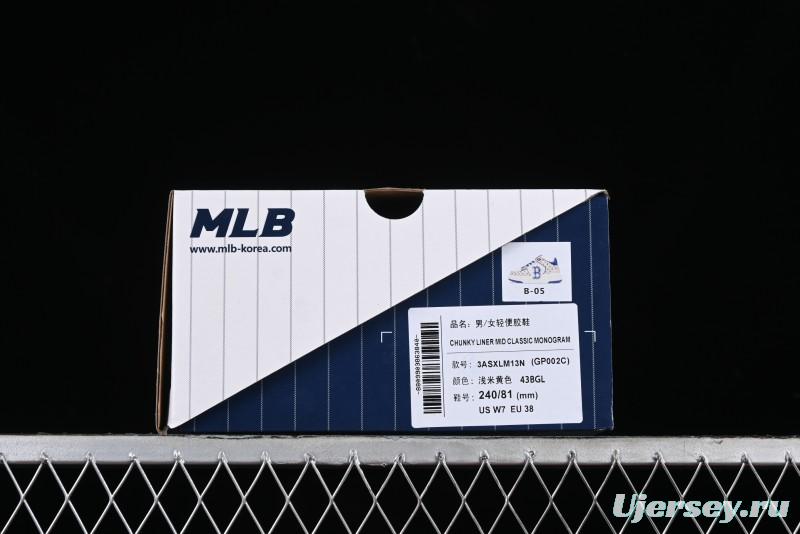 MLB
www.mlb-korea.com
B
B-05
品名: 男/女轻便胶鞋
CHUNKY LINER MID CLASSIC MONOGRAM
款号: 3ASXLM13N (GP002C)
颜色: 浅米黄色 43BGL
鞋号: 240/81 (mm)
US W7 EU 38
Ujersey.ru